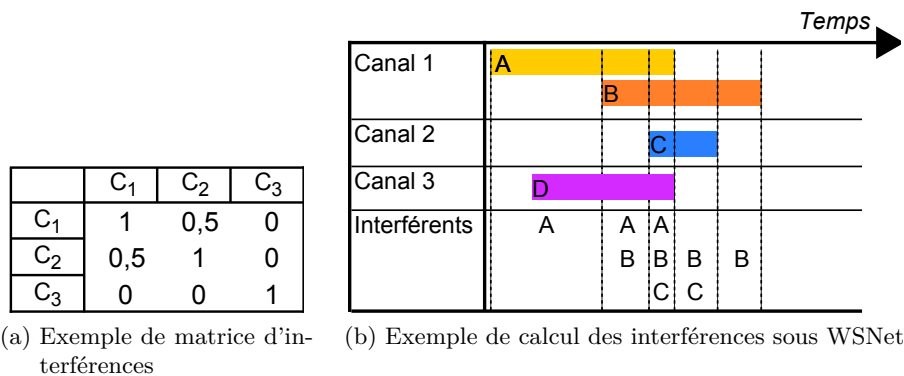 Temps
Canal 1
A
B
Canal 2
C
Canal 3
D
Interférents
A A A
B B B B
C C
C1 C2 C3
C1 1 0,5 0
C2 0,5 1 0
C3 0 0 1
(a) Exemple de matrice d'in-
terférences
(b) Exemple de calcul des interférences sous WSNet